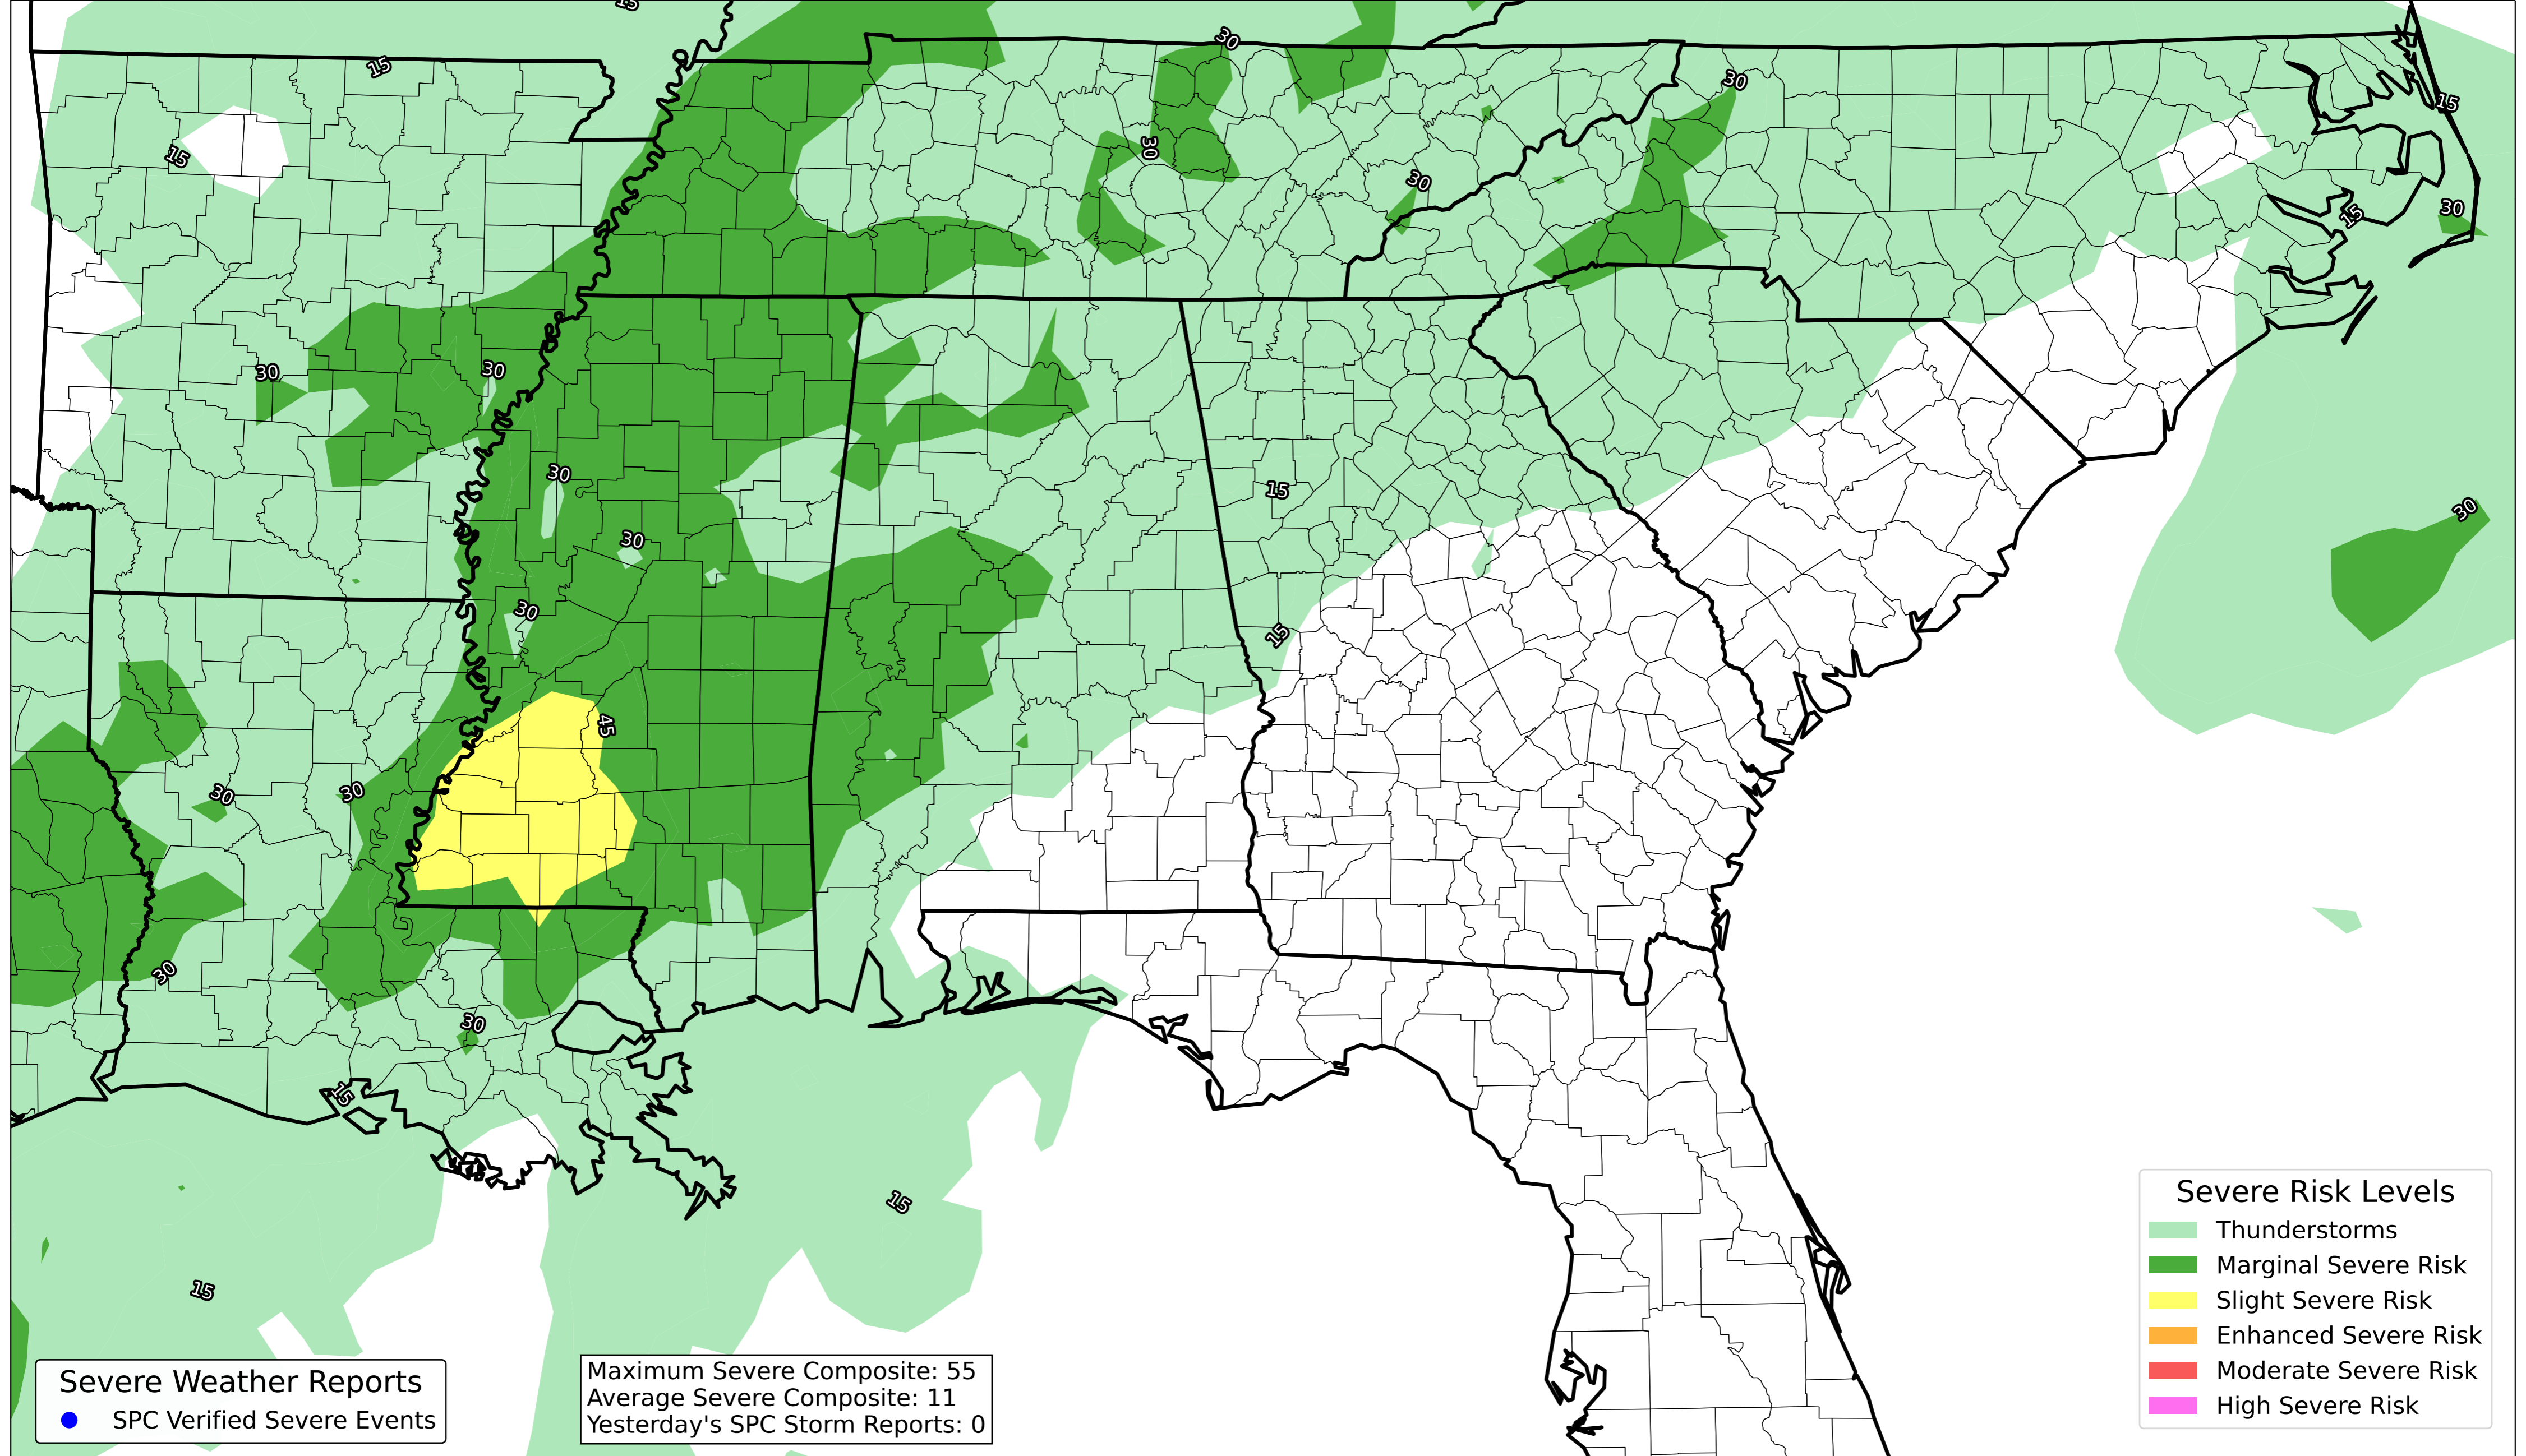 15
15
30
30
15
15
30
30
30
15
30
30
30
30
15
30
30
30
15
45
30
30
30
30
15
15
15
Severe Risk Levels
Thunderstorms
Marginal Severe Risk
Slight Severe Risk
Enhanced Severe Risk
Moderate Severe Risk
High Severe Risk
Severe Weather Reports
SPC Verified Severe Events
Maximum Severe Composite: 55
Average Severe Composite: 11
Yesterday's SPC Storm Reports: 0